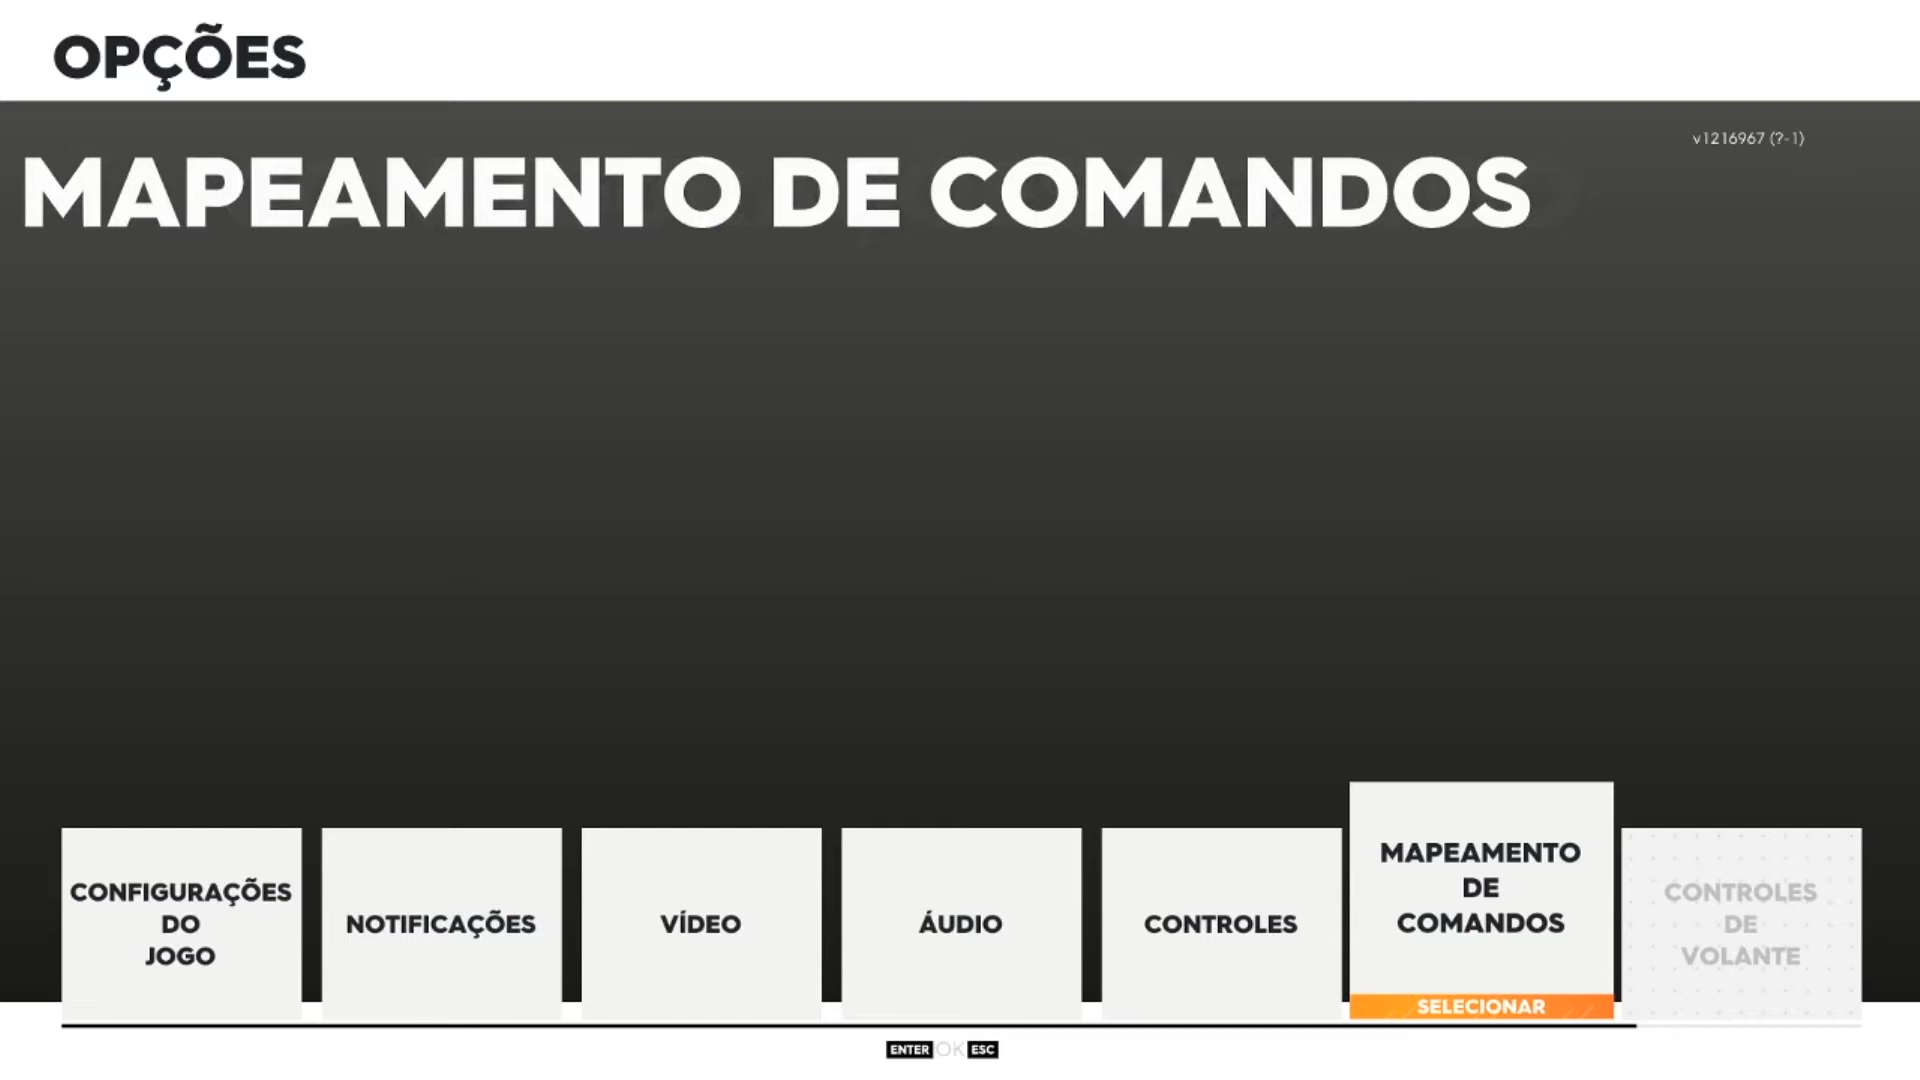 OPÇÕES
v1216967 (?-1)
MAPEAMENTO DE COMANDOS
CONFIGURAÇÕES
DO
JOGO
NOTIFICAÇÕES
VÍDEO
ÁUDIO
CONTROLES
MAPEAMENTO
DE
COMANDOS
SELECIONAR
CONTROLES
DE
VOLANTE
ENTER OK ESC